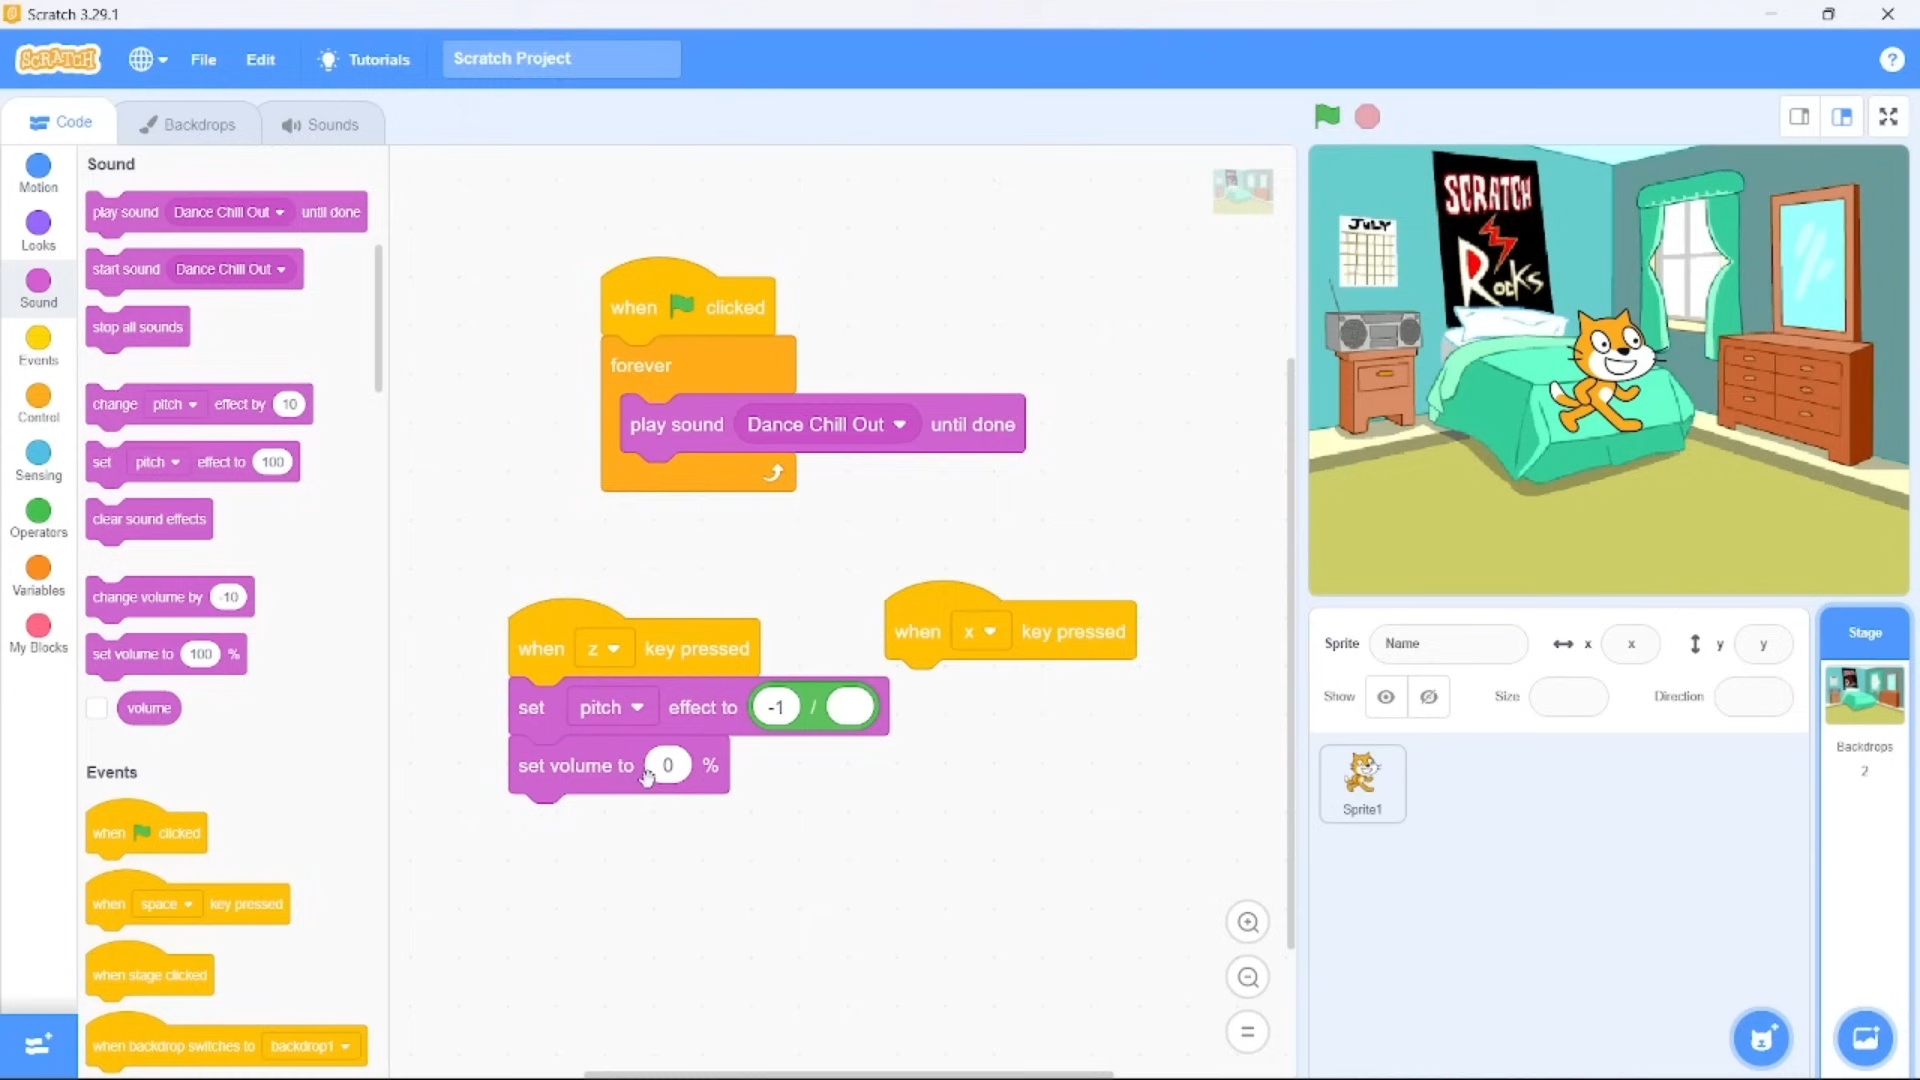 Scratch 3.29.1
SCRATCH
File
Edit
Tutorials
Scratch Project
?
Code
Backdrops
Sounds
Motion
Looks
Sound
Events
Control
Sensing
Operators
Variables
My Blocks
Sound
play sound Dance Chill Out until done
start sound Dance Chill Out
stop all sounds
change pitch effect by 10
set pitch effect to 100
clear sound effects
change volume by -10
set volume to 100 %
volume
Events
when clicked
when space key pressed
when stage clicked
when backdrop switches to backdrop1
when clicked
forever
play sound Dance Chill Out until done
when z key pressed
set pitch effect to -1 /
set volume to 0 %
when x key pressed
JULY
SCRATCH
Rocks
Sprite Name x x y y
Show Size Direction
Sprite1
Stage
Backdrops
2